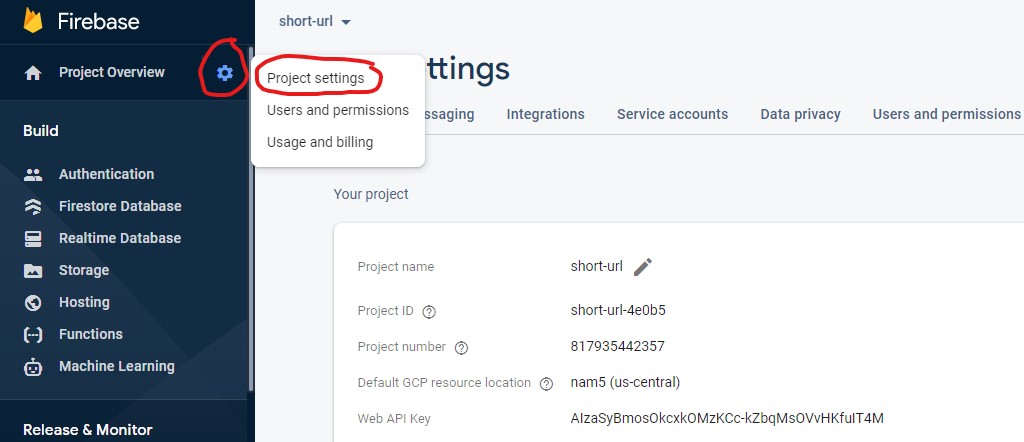 Firebase
short-url
Project Overview
Project settings
ttings
Users and permissions
Usage and billing
ssaging
Integrations
Service accounts
Data privacy
Users and permissions
Build
Authentication
Firestore Database
Realtime Database
Storage
Hosting
Functions
Machine Learning
Release & Monitor
Your project
Project name
short-url
Project ID
short-url-4e0b5
Project number
817935442357
Default GCP resource location
nam5 (us-central)
Web API Key
AIzaSyBmosOkcxkOMzKCc-kZbqMsOVvHKfuIT4M